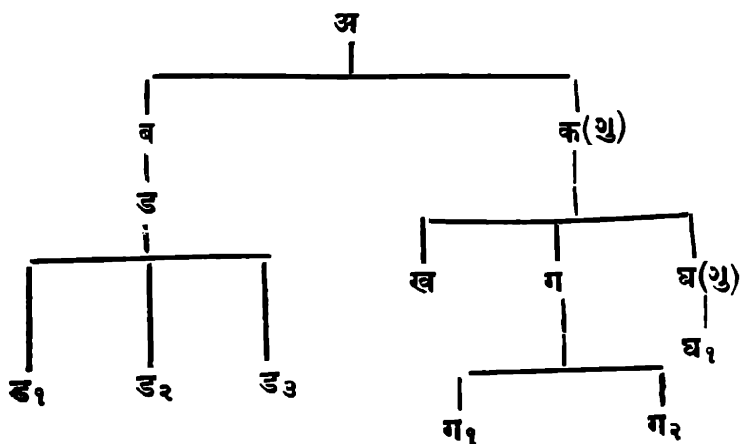 अ
ब क(शु)
ड
ख ग घ(शु)
घ१
ड१ ड२ ड३
ग१ ग२